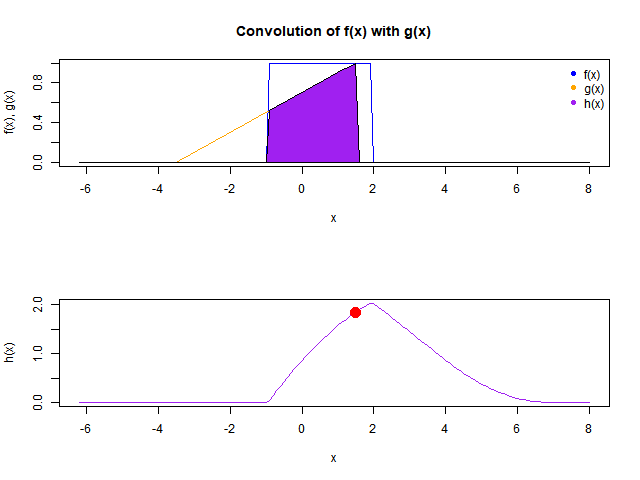 Convolution of f(x) with g(x)
f(x), g(x)
0.8
0.4
0.0
f(x)
g(x)
h(x)
-6 -4 -2 0 2 4 6 8
x
h(x)
2.0
1.0
0.0
-6 -4 -2 0 2 4 6 8
x